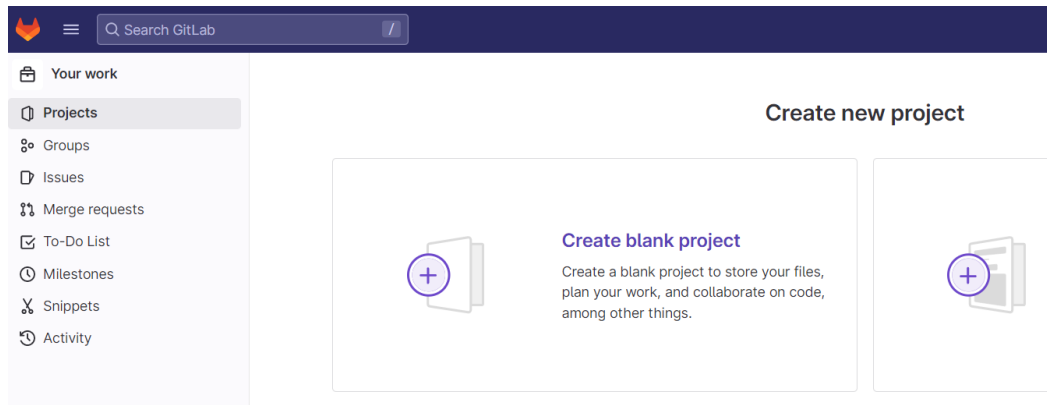 Search GitLab /
Your work
Projects
Groups
Issues
Merge requests
To-Do List
Milestones
Snippets
Activity
Create new project
Create blank project
Create a blank project to store your files,
plan your work, and collaborate on code,
among other things.